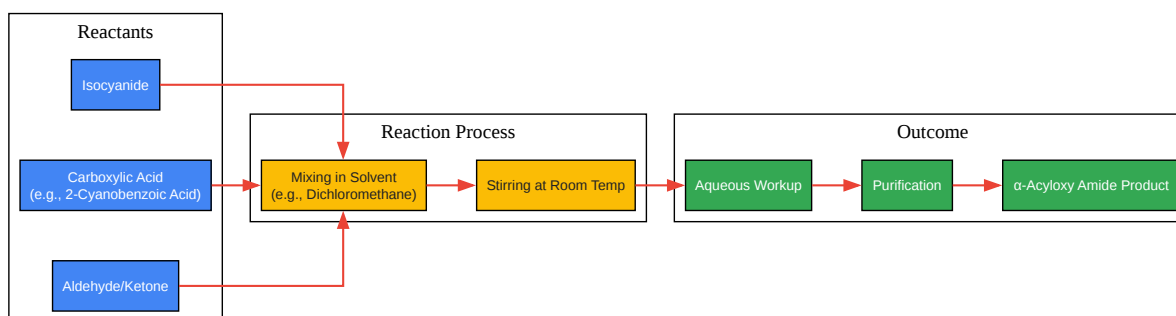 Reactants
Isocyanide
Carboxylic Acid
(e.g., 2-Cyanobenzoic Acid)
Aldehyde/Ketone
Reaction Process
Mixing in Solvent
(e.g., Dichloromethane)
Stirring at Room Temp
Outcome
Aqueous Workup
Purification
α-Acyloxy Amide Product